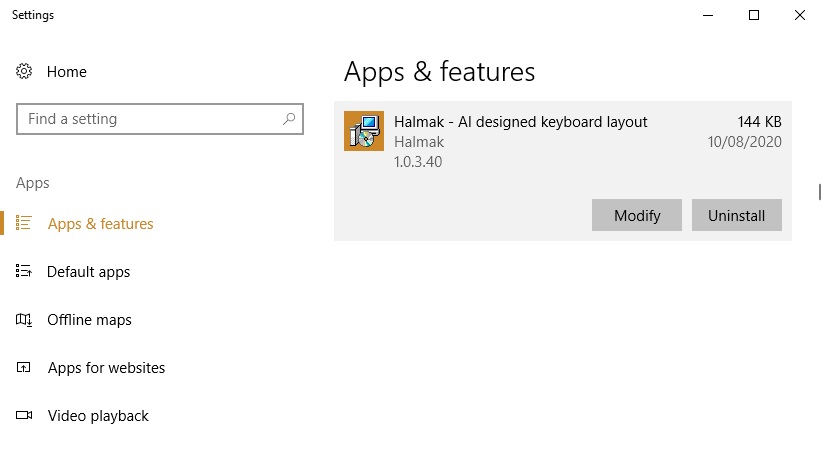 Settings
Home
Find a setting
Apps
Apps & features
Default apps
Offline maps
Apps for websites
Video playback
Apps & features
Halmak - AI designed keyboard layout 144 KB
Halmak 10/08/2020
1.0.3.40
Modify Uninstall